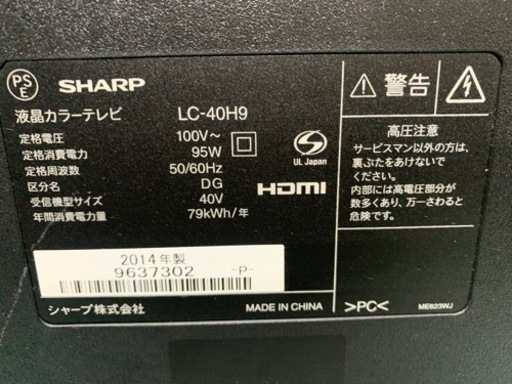 PS
E
SHARP
液晶カラーテレビ LC-40H9
定格電圧 100V~
定格消費電力 95W
定格周波数 50/60Hz
区分名 DG
受信機型サイズ 40V
年間消費電力量 79kWh/年
UL Japan
HDMI
2014年製
9637302 -P-
シャープ株式会社 MADE IN CHINA
警告
高圧注意
サービスマン以外の方は、
裏ぶたをあけないで
ください。
内部には高電圧部分が
数多くあり、万一さわると
危険です。
>PC<
ME623WJ